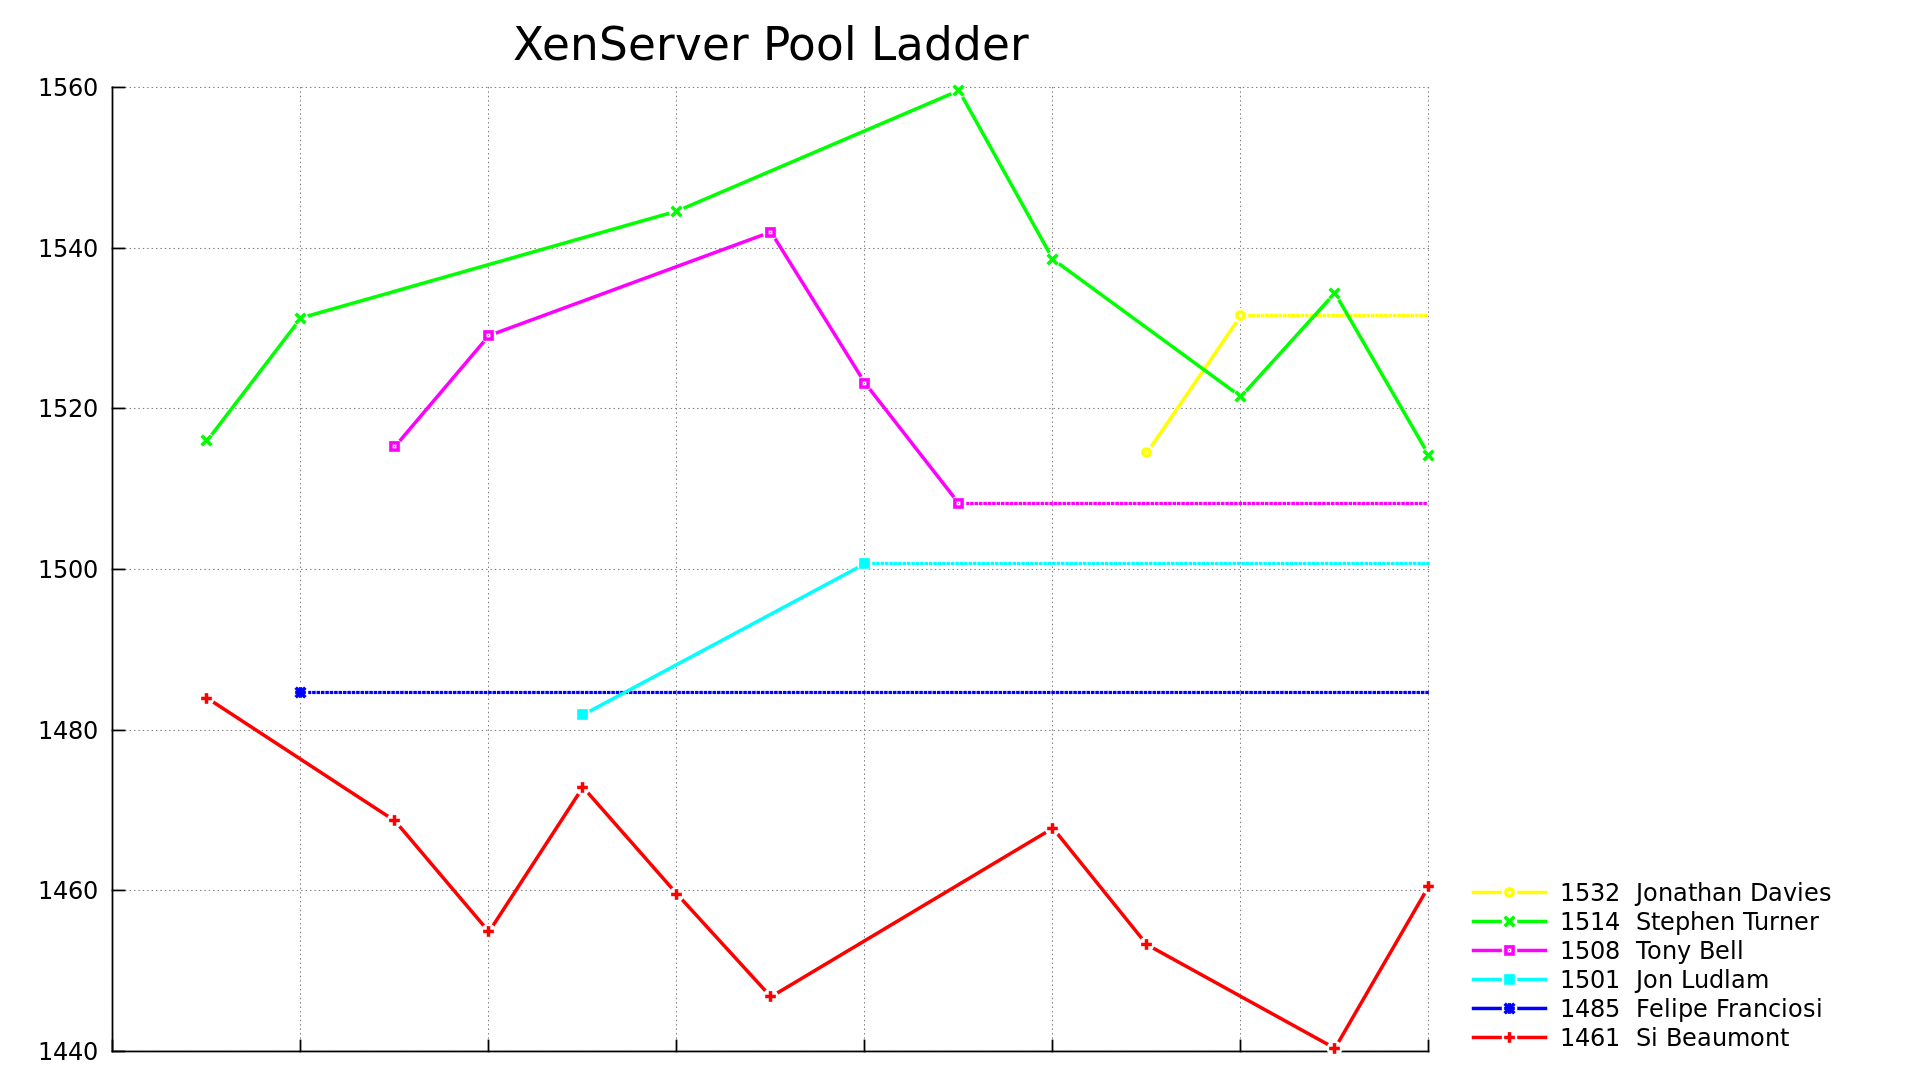 XenServer Pool Ladder
1560
1540
1520
1500
1480
1460
1440
1532 Jonathan Davies
1514 Stephen Turner
1508 Tony Bell
1501 Jon Ludlam
1485 Felipe Franciosi
1461 Si Beaumont